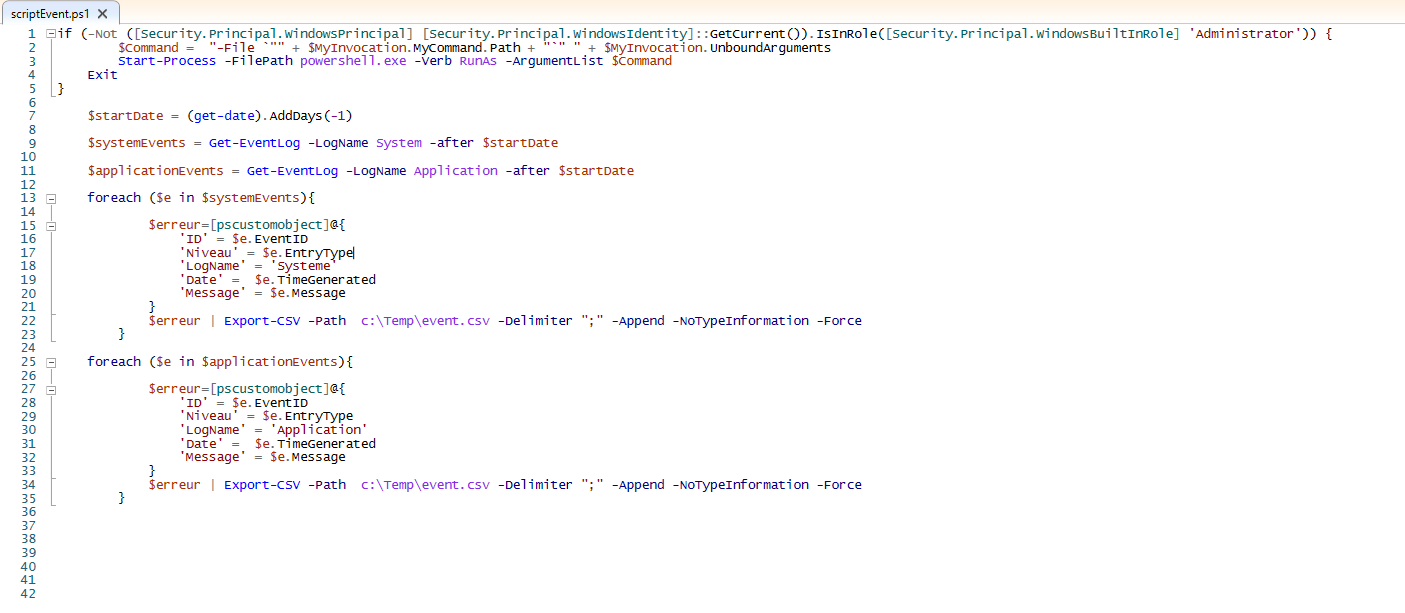 scriptEvent.ps1 X
1 if (-Not ([Security.Principal.WindowsPrincipal] [Security.Principal.WindowsIdentity]::GetCurrent()).IsInRole([Security.Principal.WindowsBuiltInRole] 'Administrator')) {
2 $Command = "-File `"" + $MyInvocation.MyCommand.Path + "`" " + $MyInvocation.UnboundArguments
3 Start-Process -FilePath powershell.exe -Verb RunAs -ArgumentList $Command
4 Exit
5 }
6
7 $startDate = (get-date).AddDays(-1)
8
9 $systemEvents = Get-EventLog -LogName System -after $startDate
10
11 $applicationEvents = Get-EventLog -LogName Application -after $startDate
12
13 foreach ($e in $systemEvents){
14
15 $erreur=[pscustomobject]@{
16 'ID' = $e.EventID
17 'Niveau' = $e.EntryType
18 'LogName' = 'Systeme'
19 'Date' = $e.TimeGenerated
20 'Message' = $e.Message
21 }
22 $erreur | Export-CSV -Path c:\Temp\event.csv -Delimiter ";" -Append -NoTypeInformation -Force
23 }
24
25 foreach ($e in $applicationEvents){
26
27 $erreur=[pscustomobject]@{
28 'ID' = $e.EventID
29 'Niveau' = $e.EntryType
30 'LogName' = 'Application'
31 'Date' = $e.TimeGenerated
32 'Message' = $e.Message
33 }
34 $erreur | Export-CSV -Path c:\Temp\event.csv -Delimiter ";" -Append -NoTypeInformation -Force
35 }
36
37
38
39
40
41
42